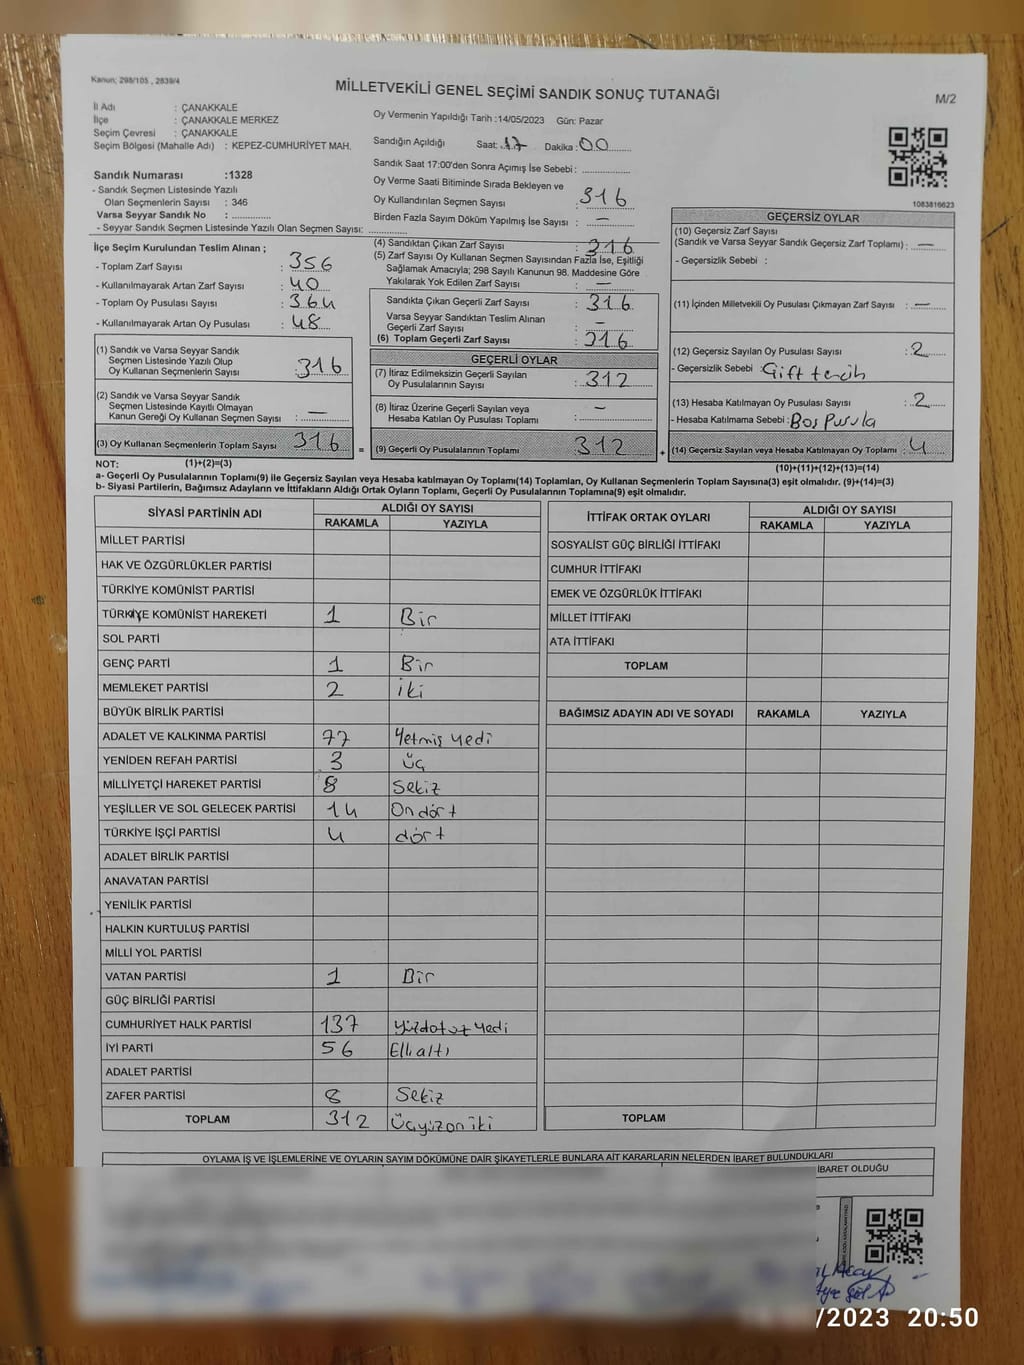 Kanun; 298/105 , 2839/4
MİLLETVEKİLİ GENEL SEÇİMİ SANDIK SONUÇ TUTANAĞI
M/2
İl Adı : ÇANAKKALE
İlçe : ÇANAKKALE MERKEZ
Seçim Çevresi : ÇANAKKALE
Seçim Bölgesi (Mahalle Adı) : KEPEZ-CUMHURİYET MAH.
Sandık Numarası :1328
- Sandık Seçmen Listesinde Yazılı
Olan Seçmenlerin Sayısı : 346
Varsa Seyyar Sandık No : ..............
- Seyyar Sandık Seçmen Listesinde Yazılı Olan Seçmen Sayısı: ..............
Oy Vermenin Yapıldığı Tarih :14/05/2023 Gün: Pazar
Sandığın Açıldığı Saat: 17 Dakika: 00
Sandık Saat 17:00'den Sonra Açımış İse Sebebi: ..............
Oy Verme Saati Bitiminde Sırada Bekleyen ve
Oy Kullandırılan Seçmen Sayısı : 316
Birden Fazla Sayım Döküm Yapılmış İse Sayısı : —
1083816623
İlçe Seçim Kurulundan Teslim Alınan ;
- Toplam Zarf Sayısı : 356
- Kullanılmayarak Artan Zarf Sayısı : 40
- Toplam Oy Pusulası Sayısı : 364
- Kullanılmayarak Artan Oy Pusulası : 48
(4) Sandıktan Çıkan Zarf Sayısı : 316
(5) Zarf Sayısı Oy Kullanan Seçmen Sayısından Fazla İse, Eşitliği
Sağlamak Amacıyla; 298 Sayılı Kanunun 98. Maddesine Göre
Yakılarak Yok Edilen Zarf Sayısı : —
Sandıkta Çıkan Geçerli Zarf Sayısı : 316
Varsa Seyyar Sandıktan Teslim Alınan
Geçerli Zarf Sayısı : —
(6) Toplam Geçerli Zarf Sayısı : 316
GEÇERSİZ OYLAR
(10) Geçersiz Zarf Sayısı
(Sandık ve Varsa Seyyar Sandık Geçersiz Zarf Toplamı) : —
- Geçersizlik Sebebi :
(11) İçinden Milletvekili Oy Pusulası Çıkmayan Zarf Sayısı : —
(12) Geçersiz Sayılan Oy Pusulası Sayısı : 2
- Geçersizlik Sebebi : Çift tercih
(13) Hesaba Katılmayan Oy Pusulası Sayısı : 2
- Hesaba Katılmama Sebebi : Boş Pusula
(14) Geçersiz Sayılan veya Hesaba Katılmayan Oy Toplamı : 4
(10)+(11)+(12)+(13)=(14)
(1) Sandık ve Varsa Seyyar Sandık
Seçmen Listesinde Yazılı Olup
Oy Kullanan Seçmenlerin Sayısı : 316
(2) Sandık ve Varsa Seyyar Sandık
Seçmen Listesinde Kayıtlı Olmayan
Kanun Gereği Oy Kullanan Seçmen Sayısı : —
(3) Oy Kullanan Seçmenlerin Toplam Sayısı : 316 =
GEÇERLİ OYLAR
(7) İtiraz Edilmeksizin Geçerli Sayılan
Oy Pusulalarının Sayısı : 312
(8) İtiraz Üzerine Geçerli Sayılan veya
Hesaba Katılan Oy Pusulası Toplamı : —
(9) Geçerli Oy Pusulalarının Toplamı : 312 +
NOT: (1)+(2)=(3)
a- Geçerli Oy Pusulalarının Toplamı(9) ile Geçersiz Sayılan veya Hesaba katılmayan Oy Toplamı(14) Toplamları, Oy Kullanan Seçmenlerin Toplam Sayısına(3) eşit olmalıdır. (9)+(14)=(3)
b- Siyasi Partilerin, Bağımsız Adayların ve İttifakların Aldığı Ortak Oyların Toplamı, Geçerli Oy Pusulalarının Toplamına(9) eşit olmalıdır.
SİYASİ PARTİNİN ADI ALDIĞI OY SAYISI
RAKAMLA YAZIYLA
MİLLET PARTİSİ
HAK VE ÖZGÜRLÜKLER PARTİSİ
TÜRKİYE KOMÜNİST PARTİSİ
TÜRKİYE KOMÜNİST HAREKETİ 1 Bir
SOL PARTİ
GENÇ PARTİ 1 Bir
MEMLEKET PARTİSİ 2 iki
BÜYÜK BİRLİK PARTİSİ
ADALET VE KALKINMA PARTİSİ 77 Yetmiş yedi
YENİDEN REFAH PARTİSİ 3 üç
MİLLİYETÇİ HAREKET PARTİSİ 8 Sekiz
YEŞİLLER VE SOL GELECEK PARTİSİ 14 Ondört
TÜRKİYE İŞÇİ PARTİSİ 4 dört
ADALET BİRLİK PARTİSİ
ANAVATAN PARTİSİ
YENİLİK PARTİSİ
HALKIN KURTULUŞ PARTİSİ
MİLLİ YOL PARTİSİ
VATAN PARTİSİ 1 Bir
GÜÇ BİRLİĞİ PARTİSİ
CUMHURİYET HALK PARTİSİ 137 yüzdotuz yedi
İYİ PARTİ 56 Elli altı
ADALET PARTİSİ
ZAFER PARTİSİ 8 Sekiz
TOPLAM 312 Üçyüzoniki
İTTİFAK ORTAK OYLARI ALDIĞI OY SAYISI
RAKAMLA YAZIYLA
SOSYALİST GÜÇ BİRLİĞİ İTTİFAKI
CUMHUR İTTİFAKI
EMEK VE ÖZGÜRLÜK İTTİFAKI
MİLLET İTTİFAKI
ATA İTTİFAKI
TOPLAM
BAĞIMSIZ ADAYIN ADI VE SOYADI RAKAMLA YAZIYLA
TOPLAM
OYLAMA İŞ VE İŞLEMLERİNE VE OYLARIN SAYIM DÖKÜMÜNE DAİR ŞİKAYETLERLE BUNLARA AİT KARARLARIN NELERDEN İBARET BULUNDUKLARI
İBARET OLDUĞU
/2023 20:50